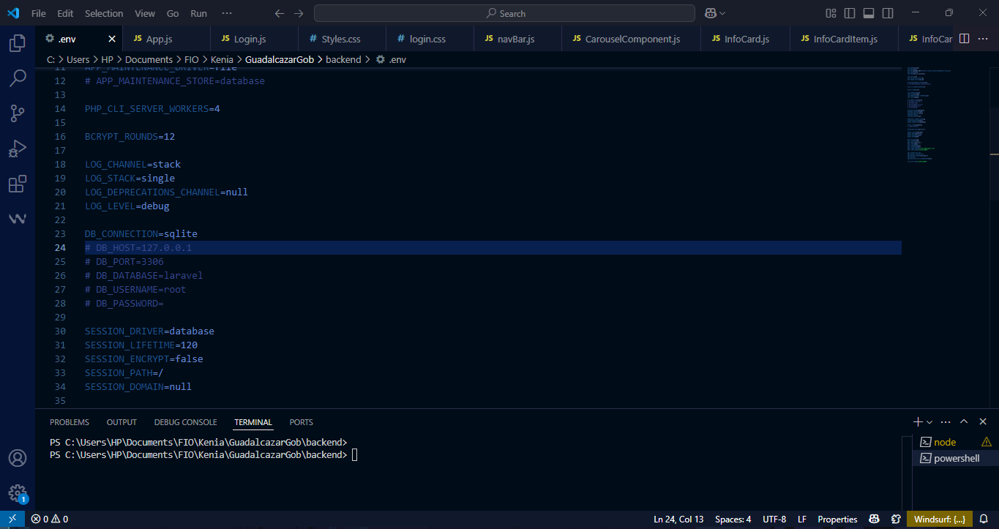 File Edit Selection View Go Run ··· Search
.env App.js Login.js Styles.css login.css navBar.js CarouselComponent.js InfoCard.js InfoCardItem.js InfoCar
C: > Users > HP > Documents > FIO > Kenia > GuadalcazarGob > backend > .env
11 APP_MAINTENANCE_DRIVER=file
12 # APP_MAINTENANCE_STORE=database
13
14 PHP_CLI_SERVER_WORKERS=4
15
16 BCRYPT_ROUNDS=12
17
18 LOG_CHANNEL=stack
19 LOG_STACK=single
20 LOG_DEPRECATIONS_CHANNEL=null
21 LOG_LEVEL=debug
22
23 DB_CONNECTION=sqlite
24 # DB_HOST=127.0.0.1
25 # DB_PORT=3306
26 # DB_DATABASE=laravel
27 # DB_USERNAME=root
28 # DB_PASSWORD=
29
30 SESSION_DRIVER=database
31 SESSION_LIFETIME=120
32 SESSION_ENCRYPT=false
33 SESSION_PATH=/
34 SESSION_DOMAIN=null
35
PROBLEMS OUTPUT DEBUG CONSOLE TERMINAL PORTS
PS C:\Users\HP\Documents\FIO\Kenia\GuadalcazarGob\backend>
PS C:\Users\HP\Documents\FIO\Kenia\GuadalcazarGob\backend>
node
powershell
1
0 0 Ln 24, Col 13 Spaces: 4 UTF-8 LF Properties Windsurf: {...}